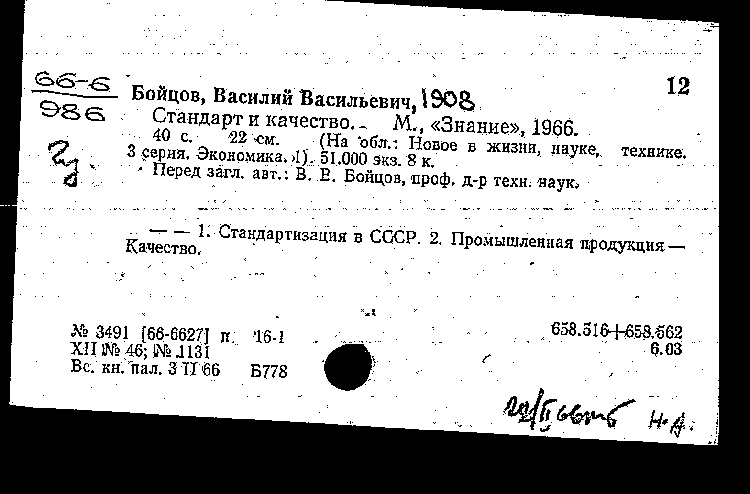 66-6
986
12
Бойцов, Василий Васильевич, 1908
Стандарт и качество. - М., «Знание», 1966.
40 с. 22 см. (На обл.: Новое в жизни, науке, технике.
3 серия. Экономика. 1). 51.000 экз. 8 к.
Перед загл. авт.: В. В. Бойцов, проф. д-р техн. наук.
— — 1. Стандартизация в СССР. 2. Промышленная продукция —
Качество.
№ 3491 [66-6627] п. 16-1
XII № 46; № 1131
Вс. кн. пал. 3 II 66 Б778
658.516+658.562
6.03
Н.А.